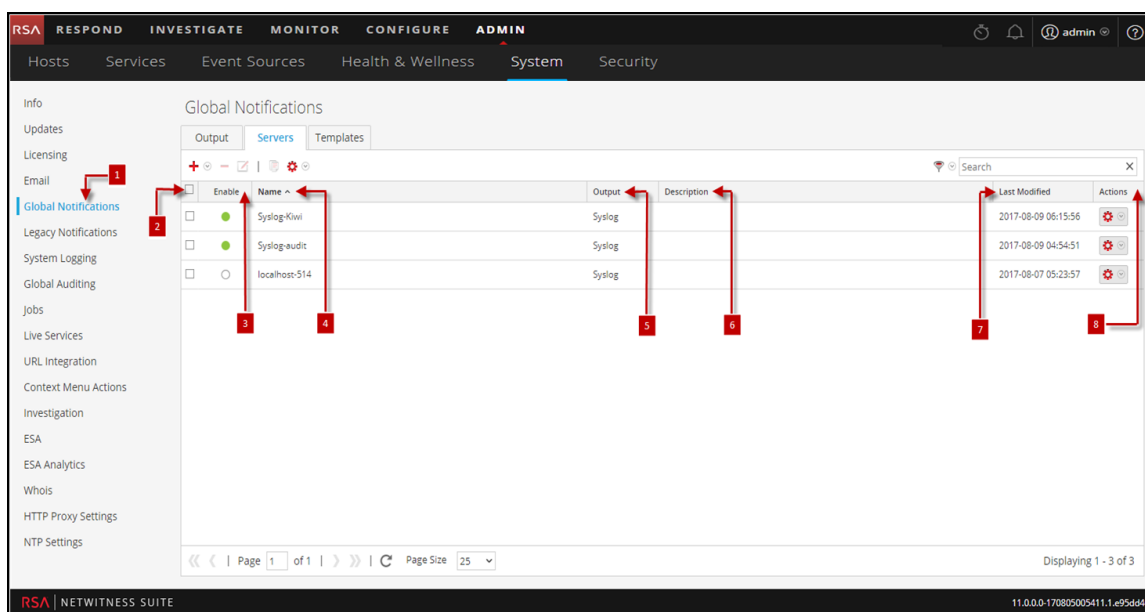 RSA RESPOND INVESTIGATE MONITOR CONFIGURE ADMIN admin ?
Hosts Services Event Sources Health & Wellness System Security
Info
Updates
Licensing
Email
Global Notifications
Legacy Notifications
System Logging
Global Auditing
Jobs
Live Services
URL Integration
Context Menu Actions
Investigation
ESA
ESA Analytics
Whois
HTTP Proxy Settings
NTP Settings
1
2
Global Notifications
Output Servers Templates
Search X
Enable Name Output Description Last Modified Actions
Syslog-Kiwi Syslog 2017-08-09 06:15:56
Syslog-audit Syslog 2017-08-09 04:54:51
localhost-514 Syslog 2017-08-07 05:23:57
3 4 5 6 7 8
Page 1 of 1 Page Size 25 Displaying 1 - 3 of 3
RSA NETWITNESS SUITE 11.0.0.0-170805005411.1.e95dd4